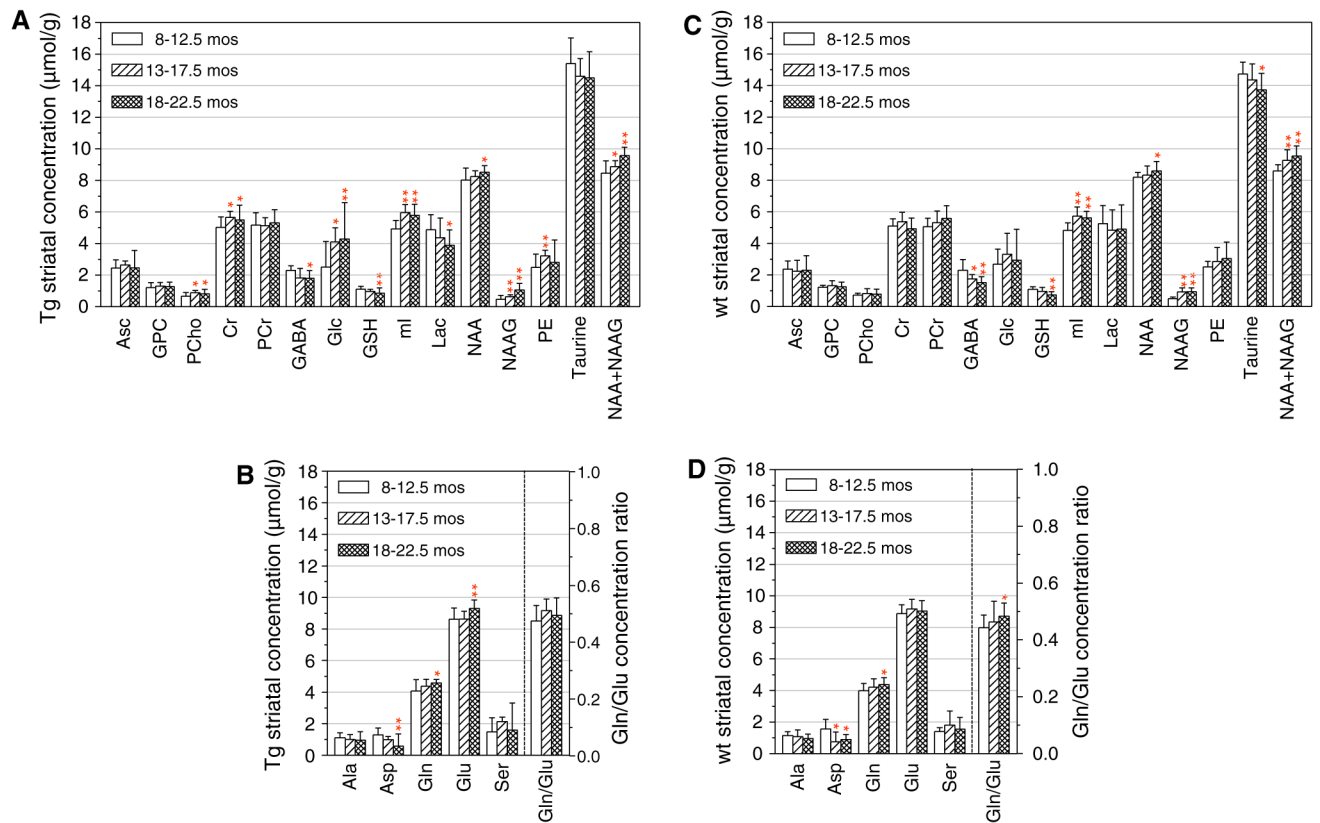 A
Tg striatal concentration (µmol/g)
18
16
14
12
10
8
6
4
2
0
8-12.5 mos
13-17.5 mos
18-22.5 mos
* * * * * ** ** ** ** * * ** ** ** * **
Asc GPC PCho Cr PCr GABA Glc GSH mI Lac NAA NAAG PE Taurine NAA+NAAG
C
wt striatal concentration (µmol/g)
18
16
14
12
10
8
6
4
2
0
8-12.5 mos
13-17.5 mos
18-22.5 mos
* ** ** ** ** * ** ** * ** **
Asc GPC PCho Cr PCr GABA Glc GSH mI Lac NAA NAAG PE Taurine NAA+NAAG
B
Tg striatal concentration (µmol/g)
18
16
14
12
10
8
6
4
2
0
8-12.5 mos
13-17.5 mos
18-22.5 mos
** * **
Ala Asp Gln Glu Ser Gln/Glu
1.0
0.8
0.6
0.4
0.2
0.0
Gln/Glu concentration ratio
D
wt striatal concentration (µmol/g)
18
16
14
12
10
8
6
4
2
0
8-12.5 mos
13-17.5 mos
18-22.5 mos
* * * *
Ala Asp Gln Glu Ser Gln/Glu
1.0
0.8
0.6
0.4
0.2
0.0
Gln/Glu concentration ratio